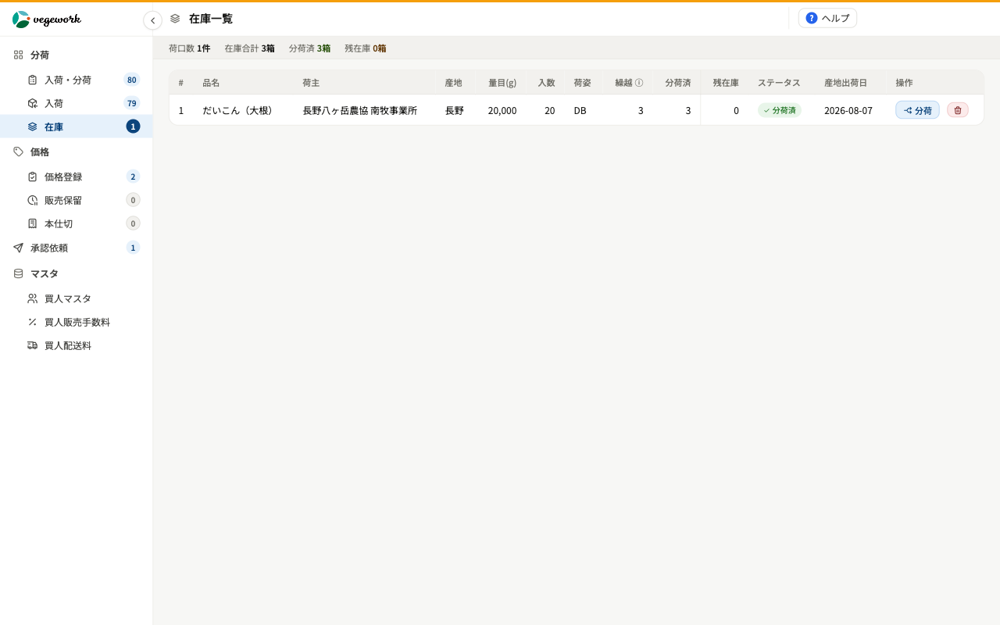 vegework
在庫一覧
? ヘルプ
荷口数 1件 在庫合計 3箱 分荷済 3箱 残在庫 0箱
分荷
入荷・分荷 80
入荷 79
在庫 1
価格
価格登録 2
販売保留 0
本仕切 0
承認依頼 1
マスタ
買人マスタ
買人販売手数料
買人配送料
# 品名 荷主 産地 量目(g) 入数 荷姿 繰越 ⓘ 分荷済 残在庫 ステータス 産地出荷日 操作
1 だいこん（大根） 長野八ヶ岳農協 南牧事業所 長野 20,000 20 DB 3 3 0 ✓ 分荷済 2026-08-07 分荷